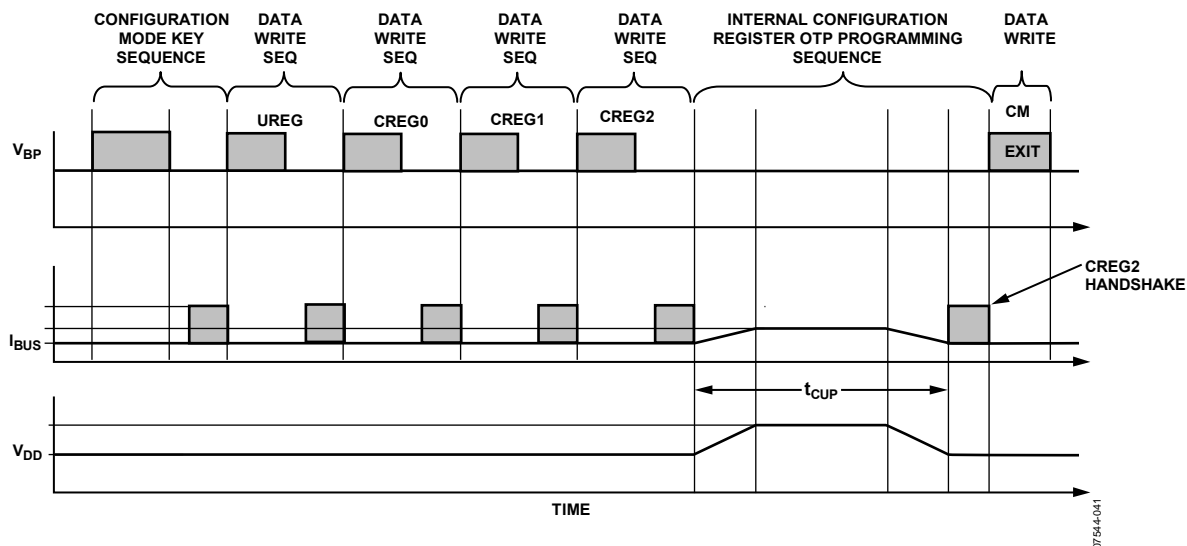 CONFIGURATION
MODE KEY
SEQUENCE
DATA
WRITE
SEQ
DATA
WRITE
SEQ
DATA
WRITE
SEQ
DATA
WRITE
SEQ
INTERNAL CONFIGURATION
REGISTER OTP PROGRAMMING
SEQUENCE
DATA
WRITE
UREG
CREG0
CREG1
CREG2
CM
EXIT
VBP
CREG2
HANDSHAKE
IBUS
tCUP
VDD
TIME
07544-041